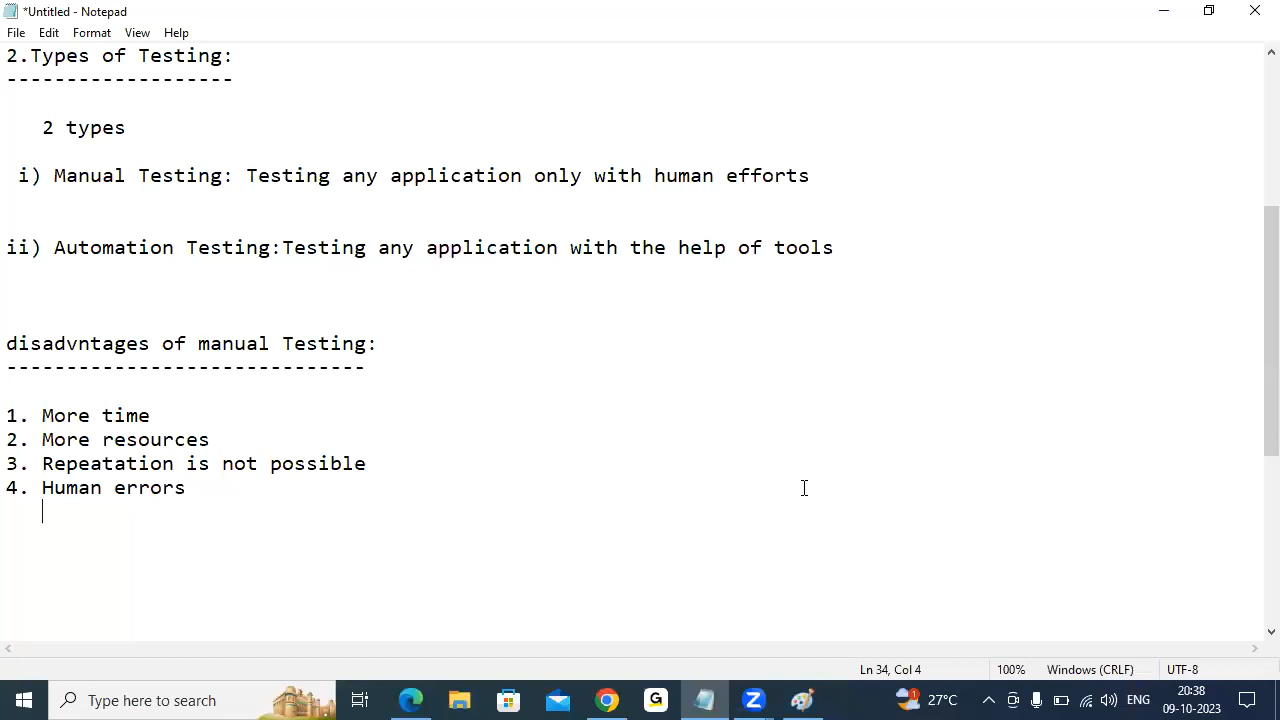 *Untitled - Notepad
File Edit Format View Help
2.Types of Testing:
-------------------
2 types
i) Manual Testing: Testing any application only with human efforts
ii) Automation Testing:Testing any application with the help of tools
disadvntages of manual Testing:
------------------------------
1. More time
2. More resources
3. Repeatation is not possible
4. Human errors
Ln 34, Col 4 100% Windows (CRLF) UTF-8
Type here to search 27°C ENG 20:38
09-10-2023